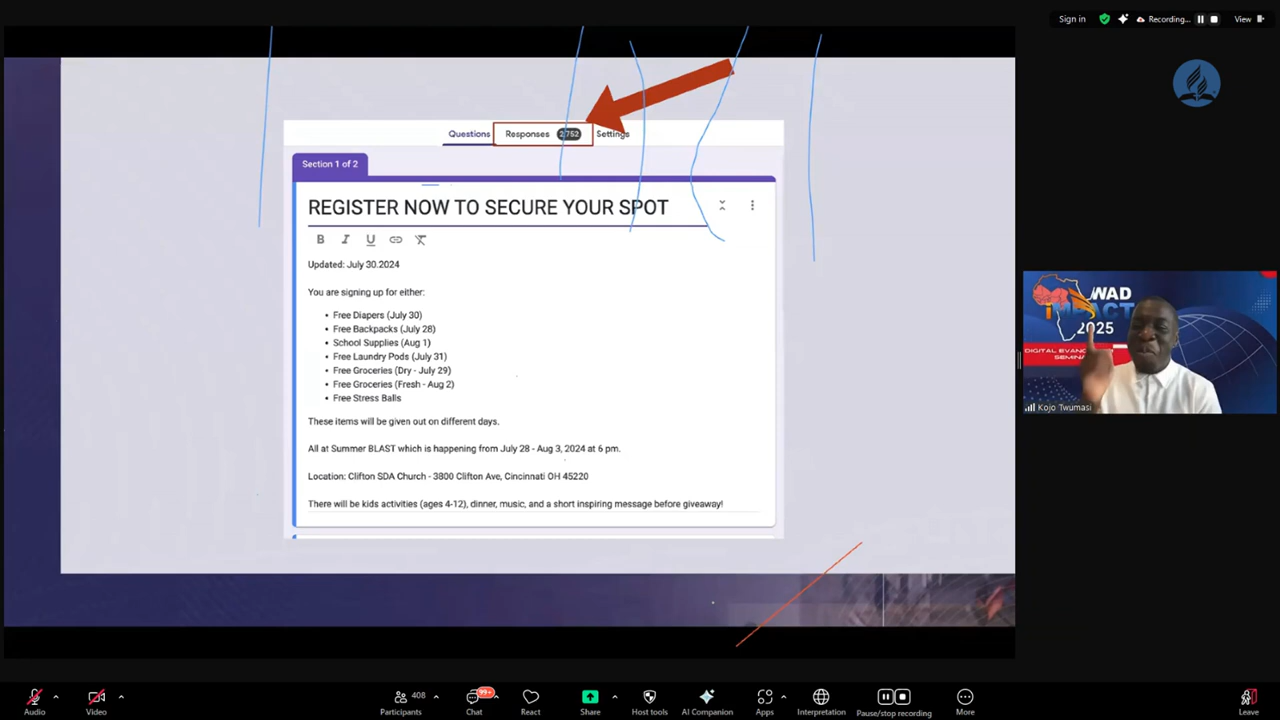 Sign in
Recording...
View
Questions
Responses
2,752
Settings
Section 1 of 2
REGISTER NOW TO SECURE YOUR SPOT
B I U
Updated: July 30.2024
You are signing up for either:
• Free Diapers (July 30)
• Free Backpacks (July 28)
• School Supplies (Aug 1)
• Free Laundry Pods (July 31)
• Free Groceries (Dry - July 29)
• Free Groceries (Fresh - Aug 2)
• Free Stress Balls
These items will be given out on different days.
All at Summer BLAST which is happening from July 28 - Aug 3, 2024 at 6 pm.
Location: Clifton SDA Church - 3800 Clifton Ave, Cincinnati OH 45220
There will be kids activities (ages 4-12), dinner, music, and a short inspiring message before giveaway!
WAD
2025
DIGITAL
Kojo Twumasi
Audio
Video
408
Participants
99+
Chat
React
Share
Host tools
AI Companion
Apps
Interpretation
Pause/stop recording
More
Leave